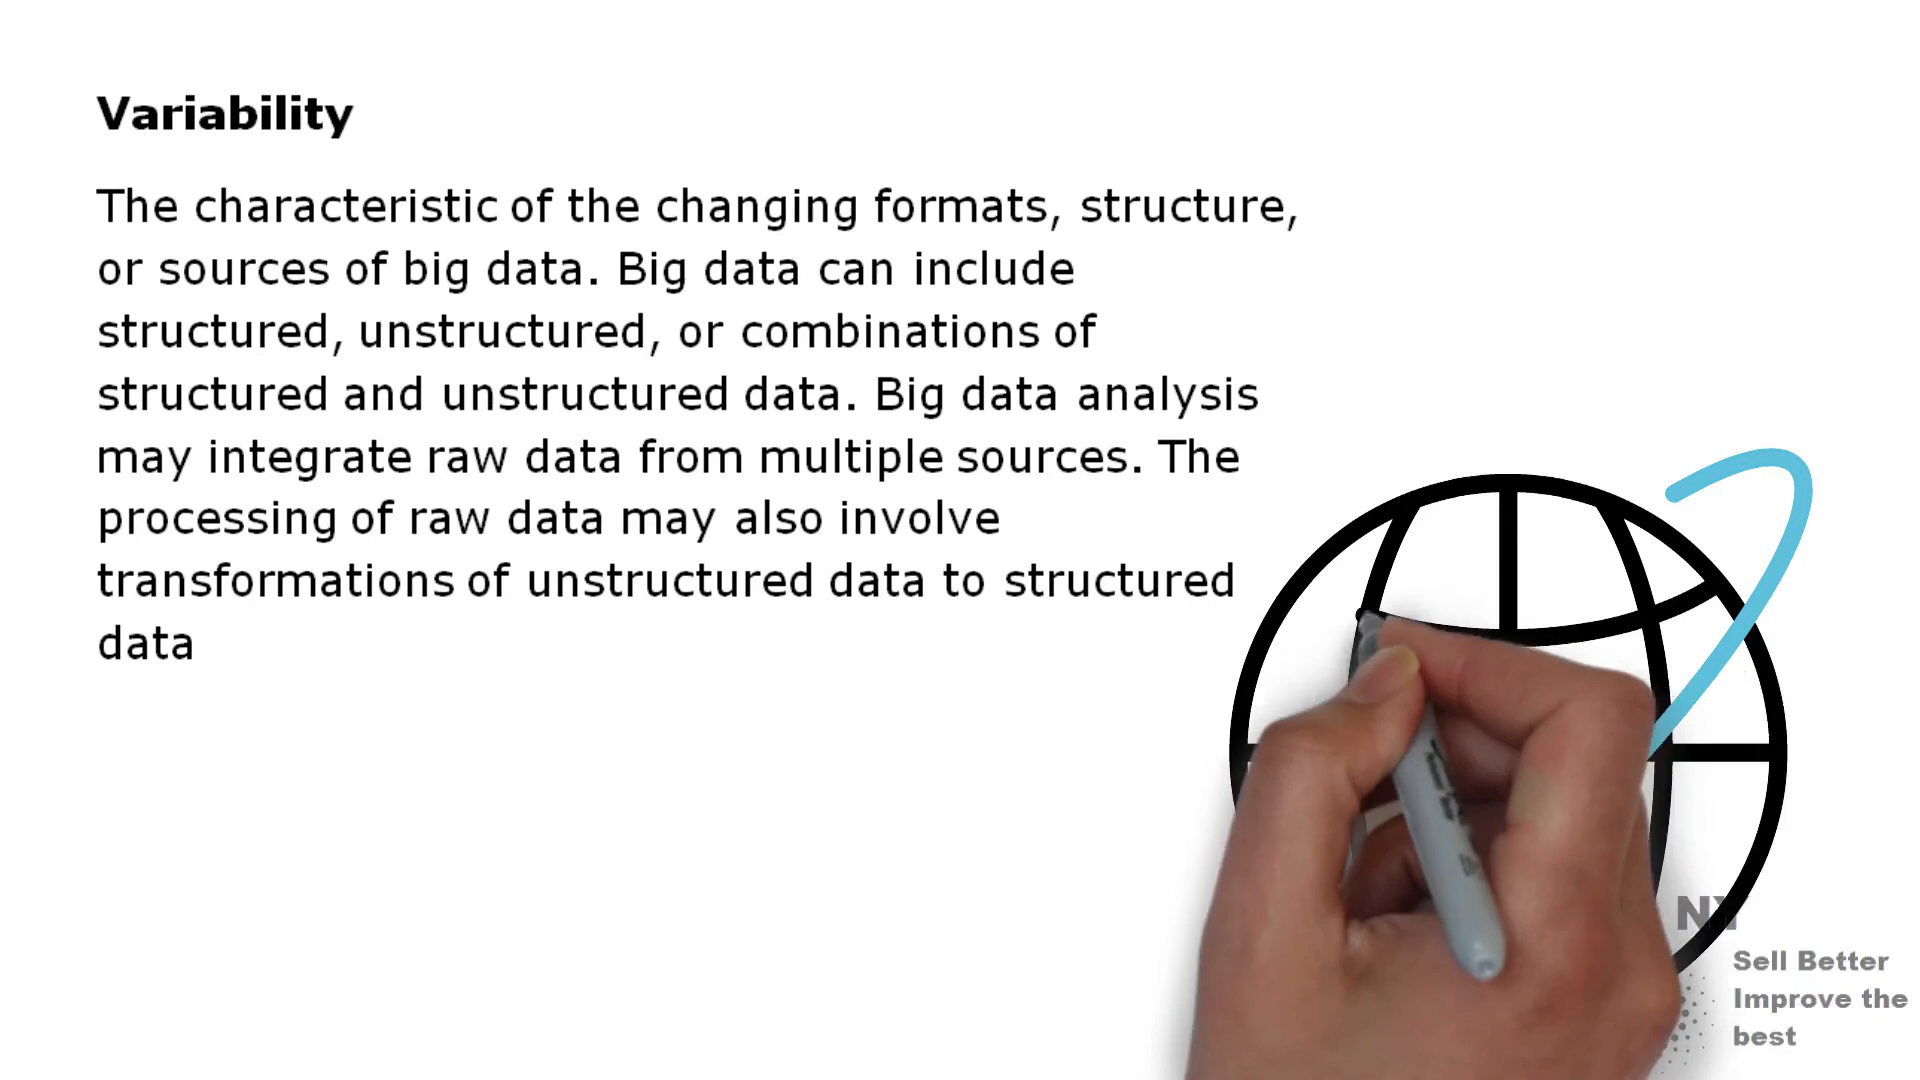 Variability
The characteristic of the changing formats, structure,
or sources of big data. Big data can include
structured, unstructured, or combinations of
structured and unstructured data. Big data analysis
may integrate raw data from multiple sources. The
processing of raw data may also involve
transformations of unstructured data to structured
data
NY
Sell Better
Improve the
best